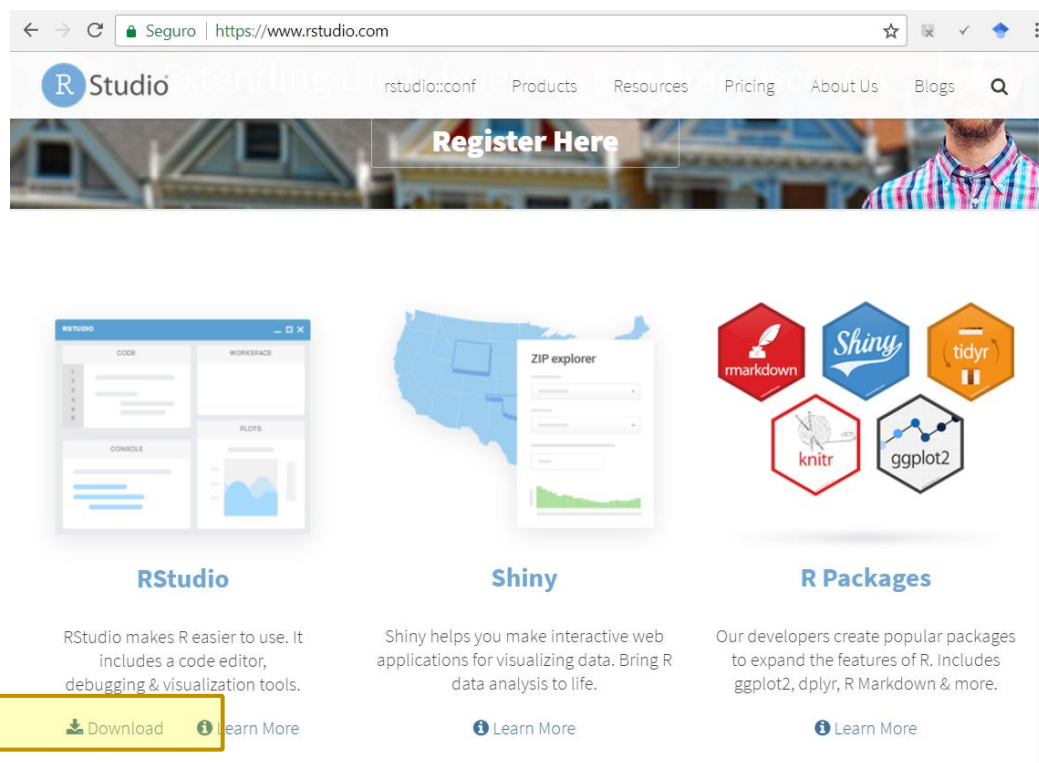 Seguro | https://www.rstudio.com
R Studio
Extending the tidyverse
rstudio::conf Products Resources Pricing About Us Blogs
Register Here
RSTUDIO
CODE WORKSPACE
PLOTS
CONSOLE
ZIP explorer
rmarkdown Shiny tidyr
knitr ggplot2
RStudio Shiny R Packages
RStudio makes R easier to use. It
includes a code editor,
debugging & visualization tools.
Download Learn More
Shiny helps you make interactive web
applications for visualizing data. Bring R
data analysis to life.
Learn More
Our developers create popular packages
to expand the features of R. Includes
ggplot2, dplyr, R Markdown & more.
Learn More